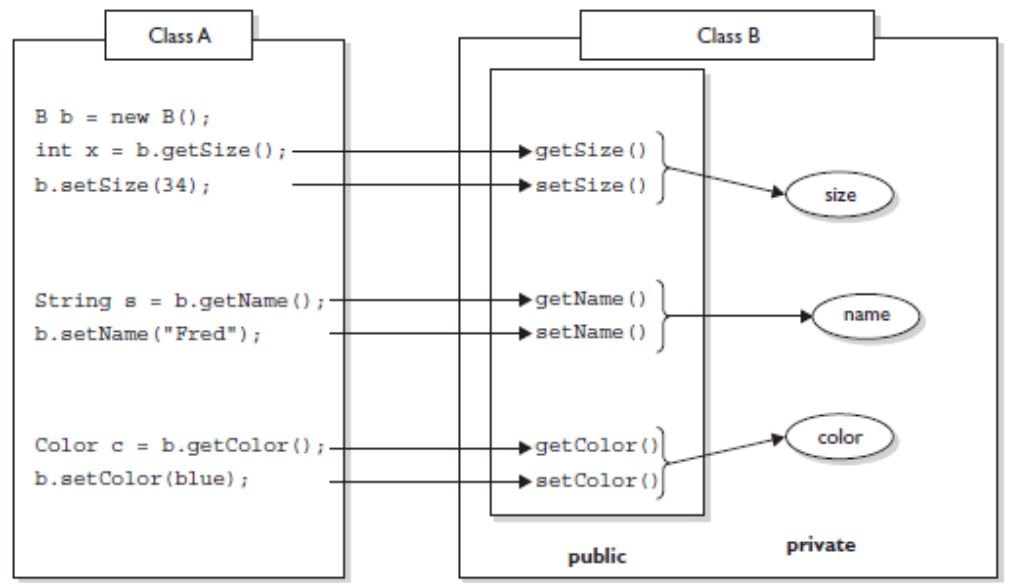 Class A
B b = new B();
int x = b.getSize();
b.setSize(34);
String s = b.getName();
b.setName("Fred");
Color c = b.getColor();
b.setColor(blue);
Class B
getSize()
setSize()
getName()
setName()
getColor()
setColor()
public
size
name
color
private